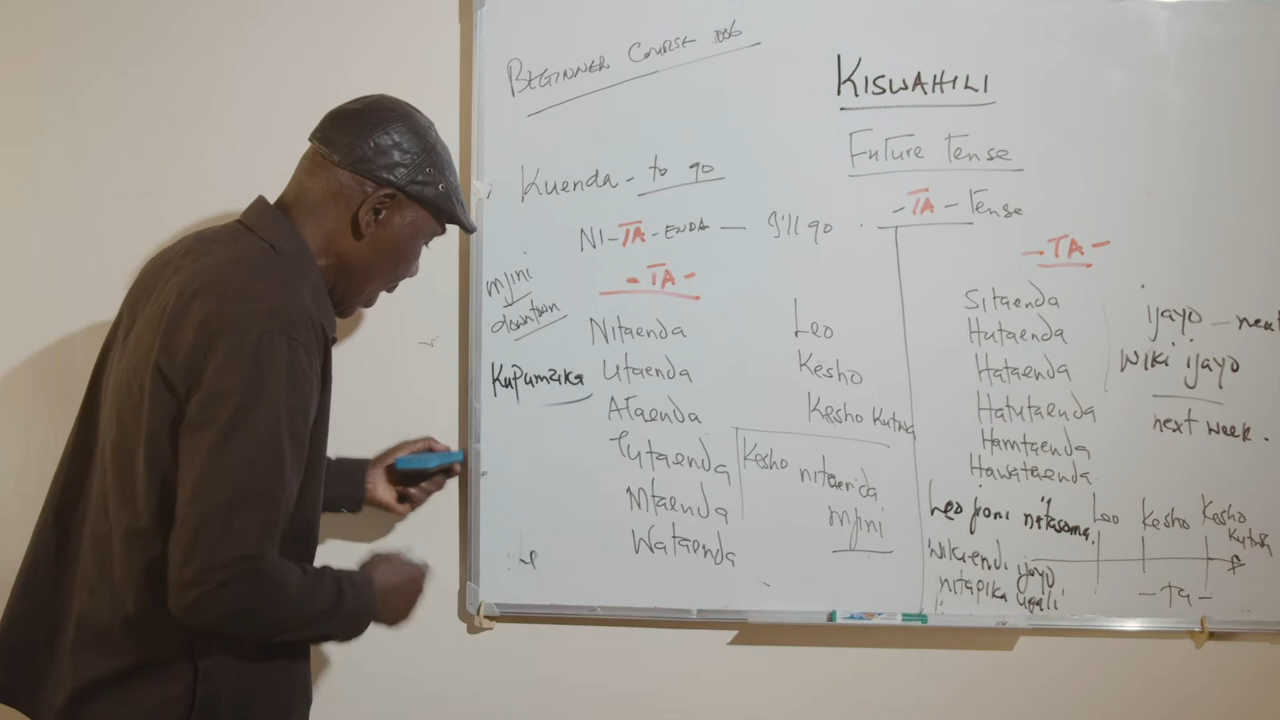 BEGINNER COURSE 006
KISWAHILI
Future Tense
Kuenda - to go
- TA - Tense
NI-TA-ENDA — I'll go
- TA -
mjini
downtown
Kupumzika
Nitaenda
Utaenda
Ataenda
Tutaenda
Mtaenda
Wataenda
Leo
Kesho
Kesho Kutwa
Kesho nitaenda
mjini
- TA -
Sitaenda
Hutaenda
Hataenda
Hatutaenda
Hamtaenda
Hawataenda
ijayo - next
Wiki ijayo
next week.
Leo jioni nitasoma.
Wikiendi ijayo
nitapika ugali
Leo Kesho Kesho Kutwa
- Ta -